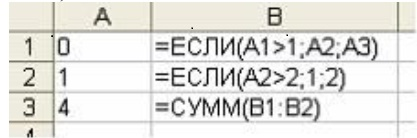 A B
1 0 =ЕСЛИ(A1>1;A2;A3)
2 1 =ЕСЛИ(A2>2;1;2)
3 4 =СУММ(B1:B2)